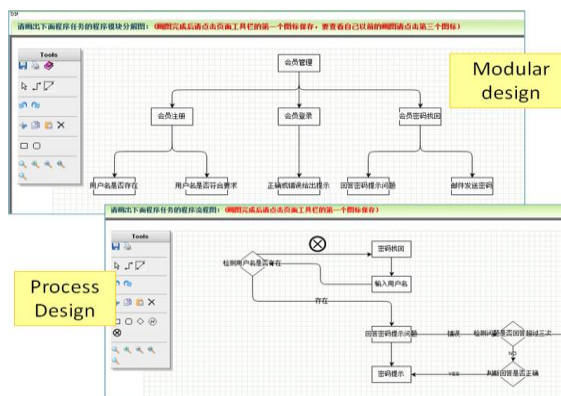 59
请画出下面程序任务的程序模块分解图：(画图完成后请点击页面工具栏的第一个图标保存，要查看自己以前的画图请点击第三个图标)
Tools
会员管理
Modular design
会员注册
会员登录
会员密码找回
用户名是否存在
用户名是否符合要求
正确或错误给出提示
回答密码提示问题
邮件发送密码
请画出下面程序任务的程序流程图：(画图完成后请点击页面工具栏的第一个图标保存)
Tools
密码找回
检测用户名是否存在
输入用户名
Process Design
存在
回答密码提示问题
错误
检测问题是否回答超过三次
NO
密码提示
YES
判断回答是否正确